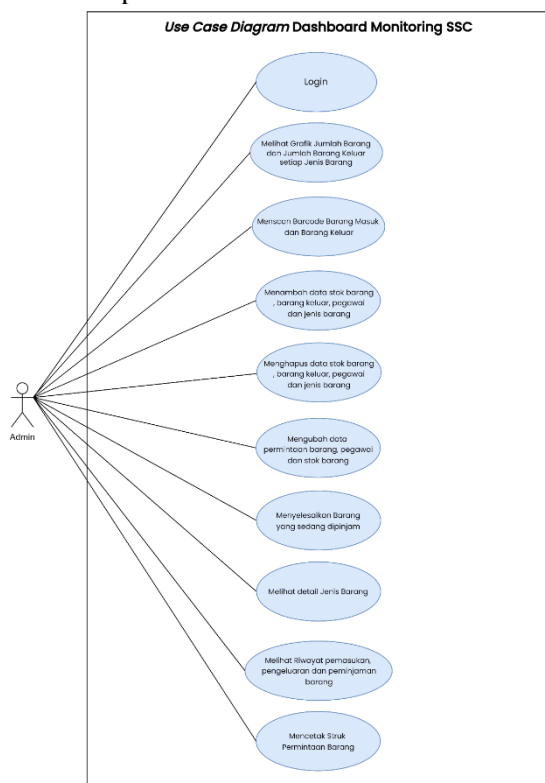 Use Case Diagram Dashboard Monitoring SSC
Login
Melihat Grafik Jumlah Barang
dan Jumlah Barang Keluar
setiap Jenis Barang
Menscan Barcode Barang Masuk
dan Barang Keluar
Menambah data stok barang
, barang keluar, pegawai
dan jenis barang
Menghapus data stok barang
, barang keluar, pegawai
dan jenis barang
Admin
Mengubah data
permintaan barang, pegawai
dan stok barang
Menyelesaikan Barang
yang sedang dipinjam
Melihat detail Jenis Barang
Melihat Riwayat pemasukan,
pengeluaran dan peminjaman
barang
Mencetak Struk
Permintaan Barang